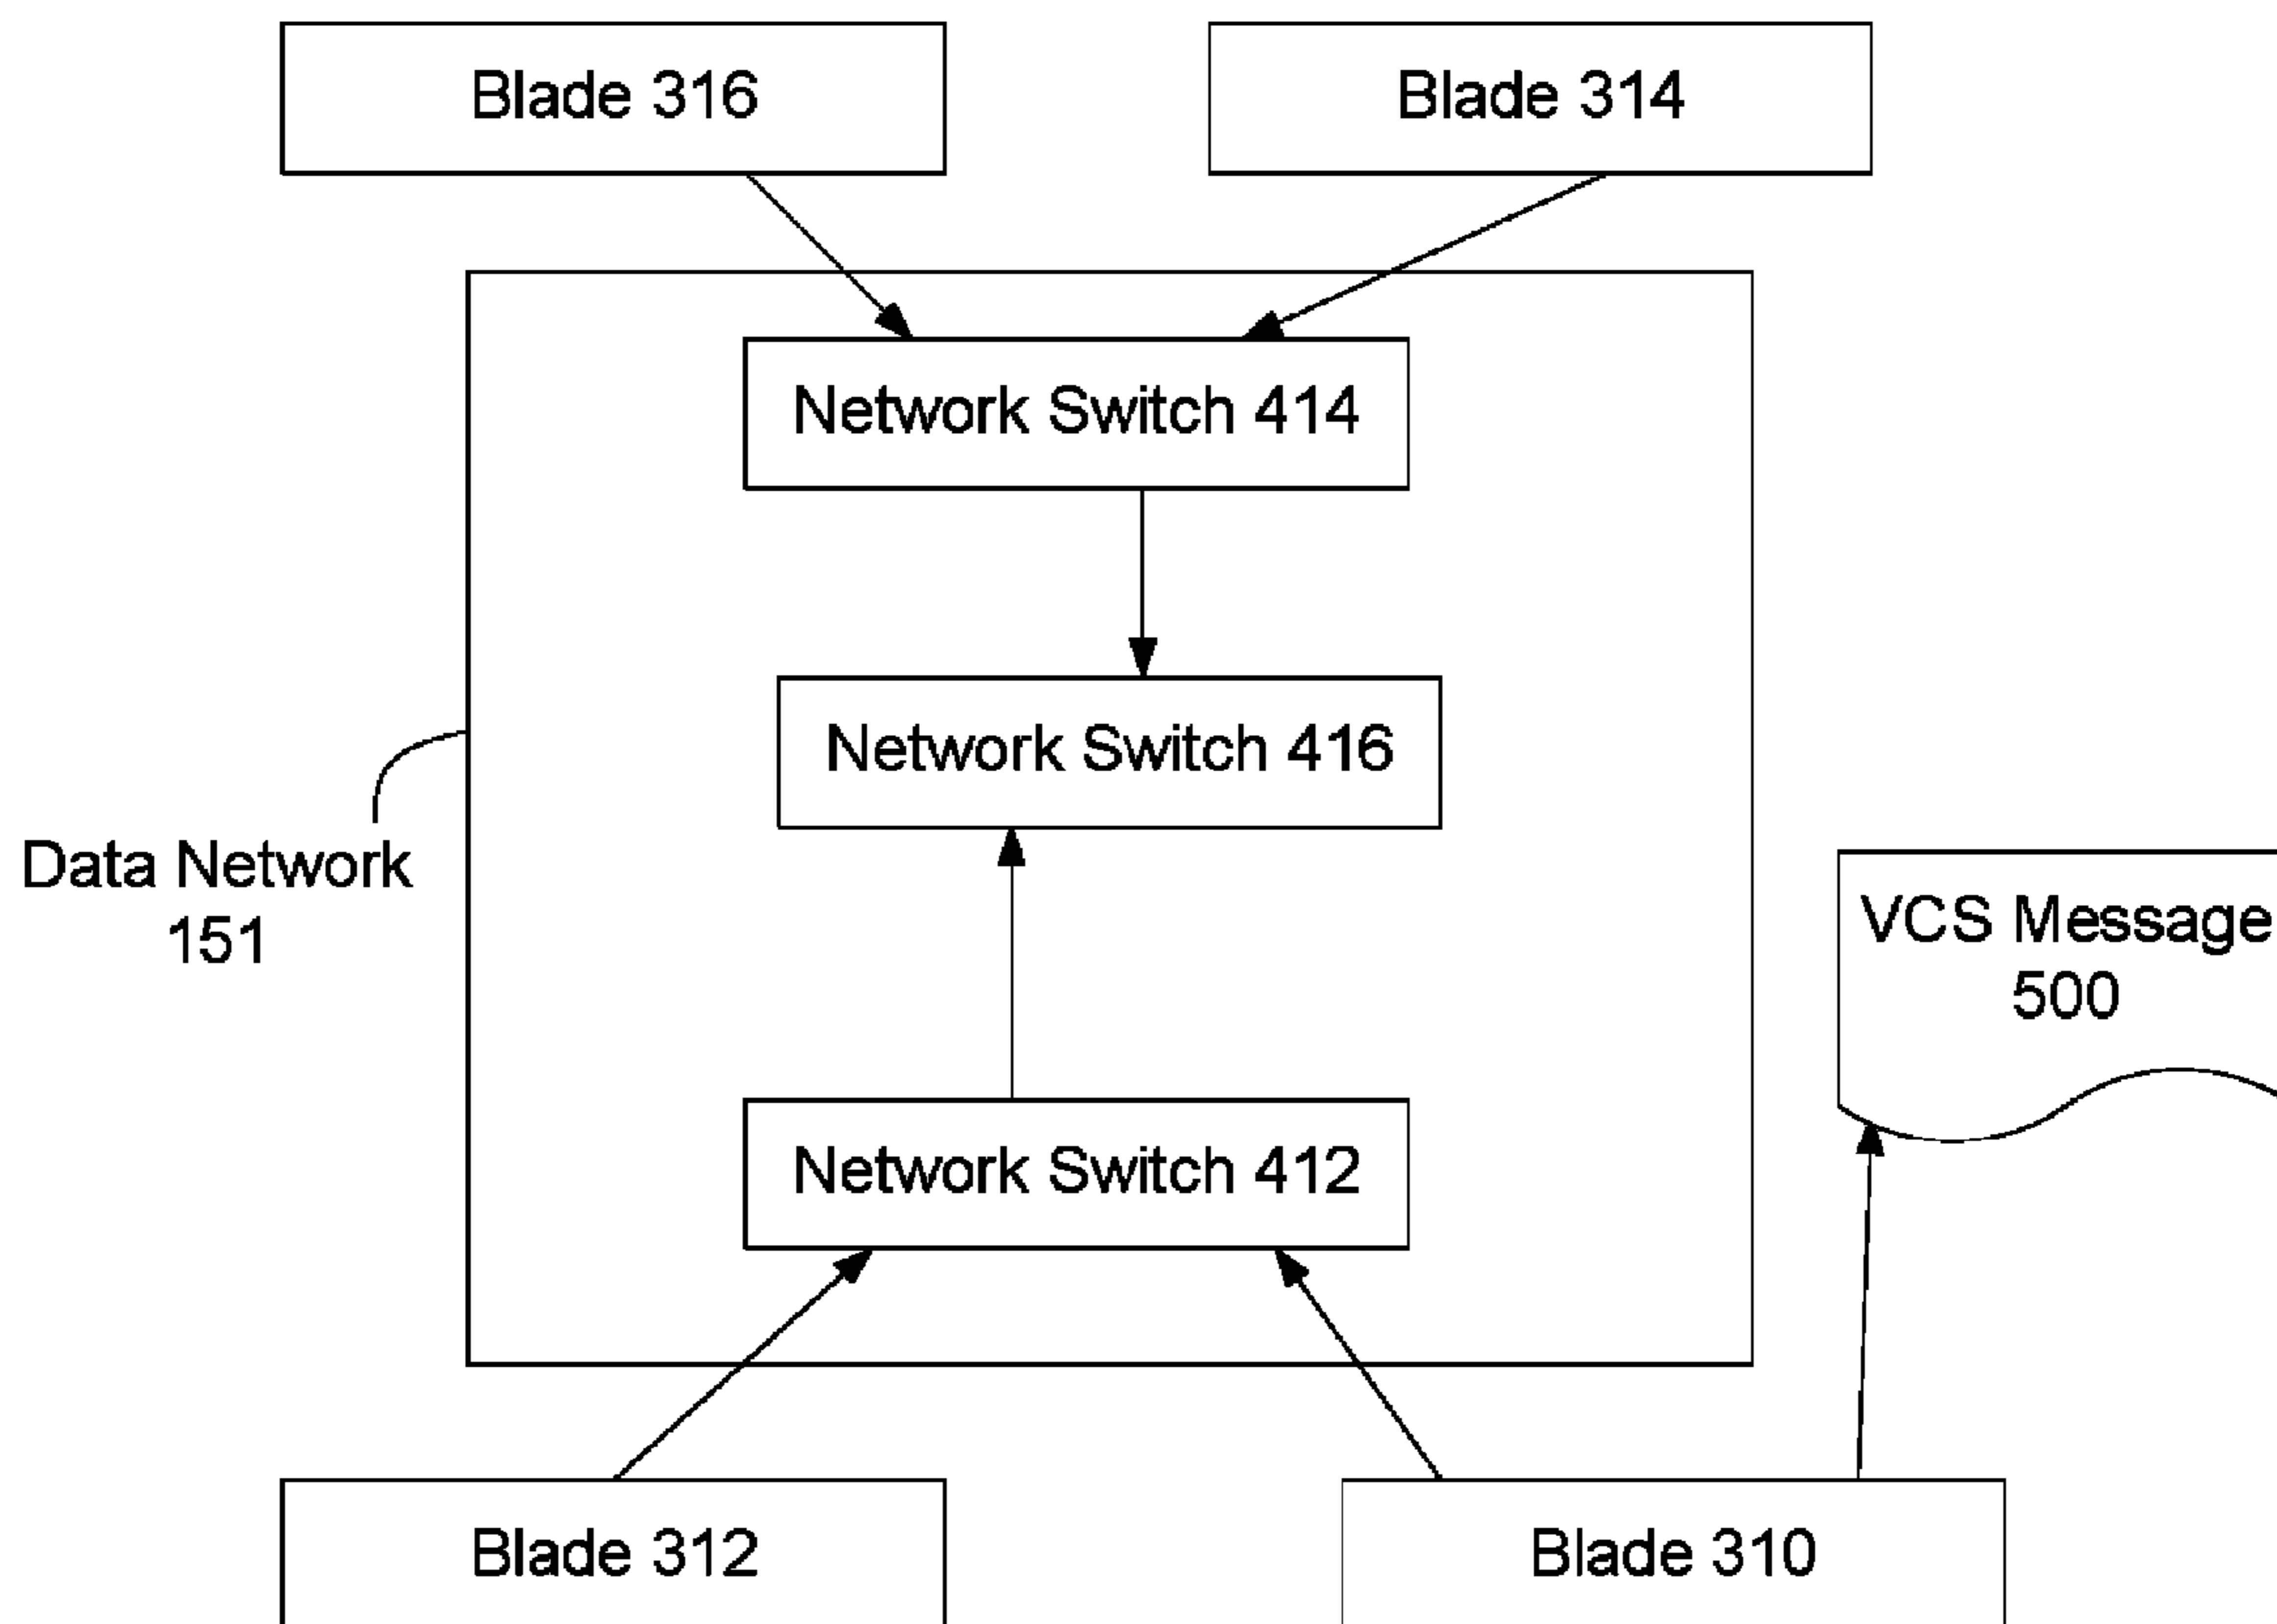 Blade 316
Blade 314
Network Switch 414
Network Switch 416
Data Network
151
VCS Message
500
Network Switch 412
Blade 312
Blade 310